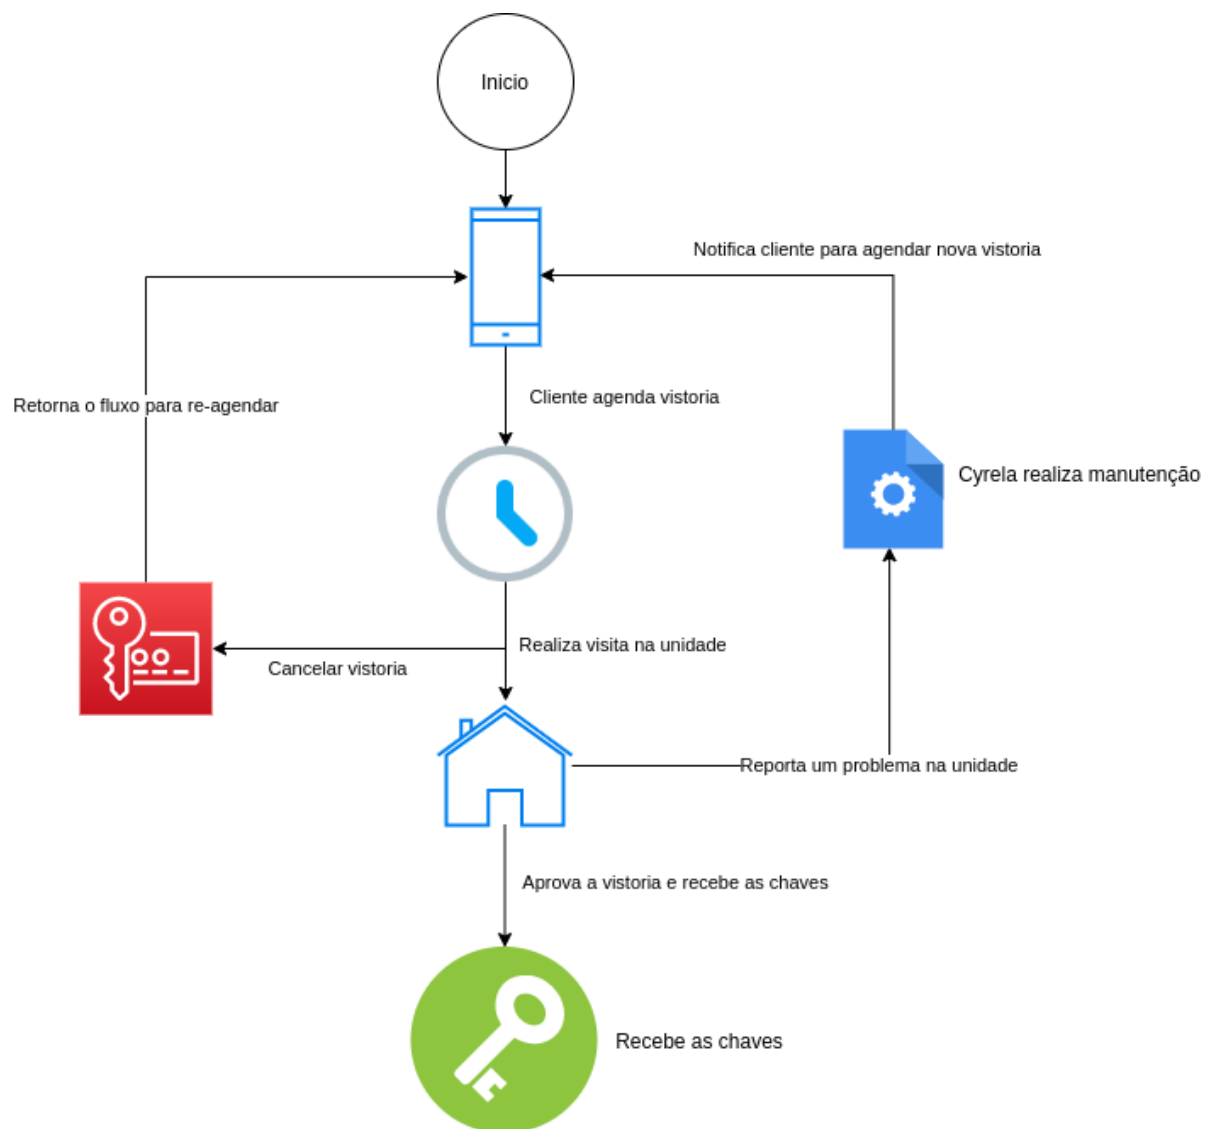 Inicio
Notifica cliente para agendar nova vistoria
Cliente agenda vistoria
Retorna o fluxo para re-agendar
Cyrela realiza manutenção
Realiza visita na unidade
Cancelar vistoria
Reporta um problema na unidade
Aprova a vistoria e recebe as chaves
Recebe as chaves